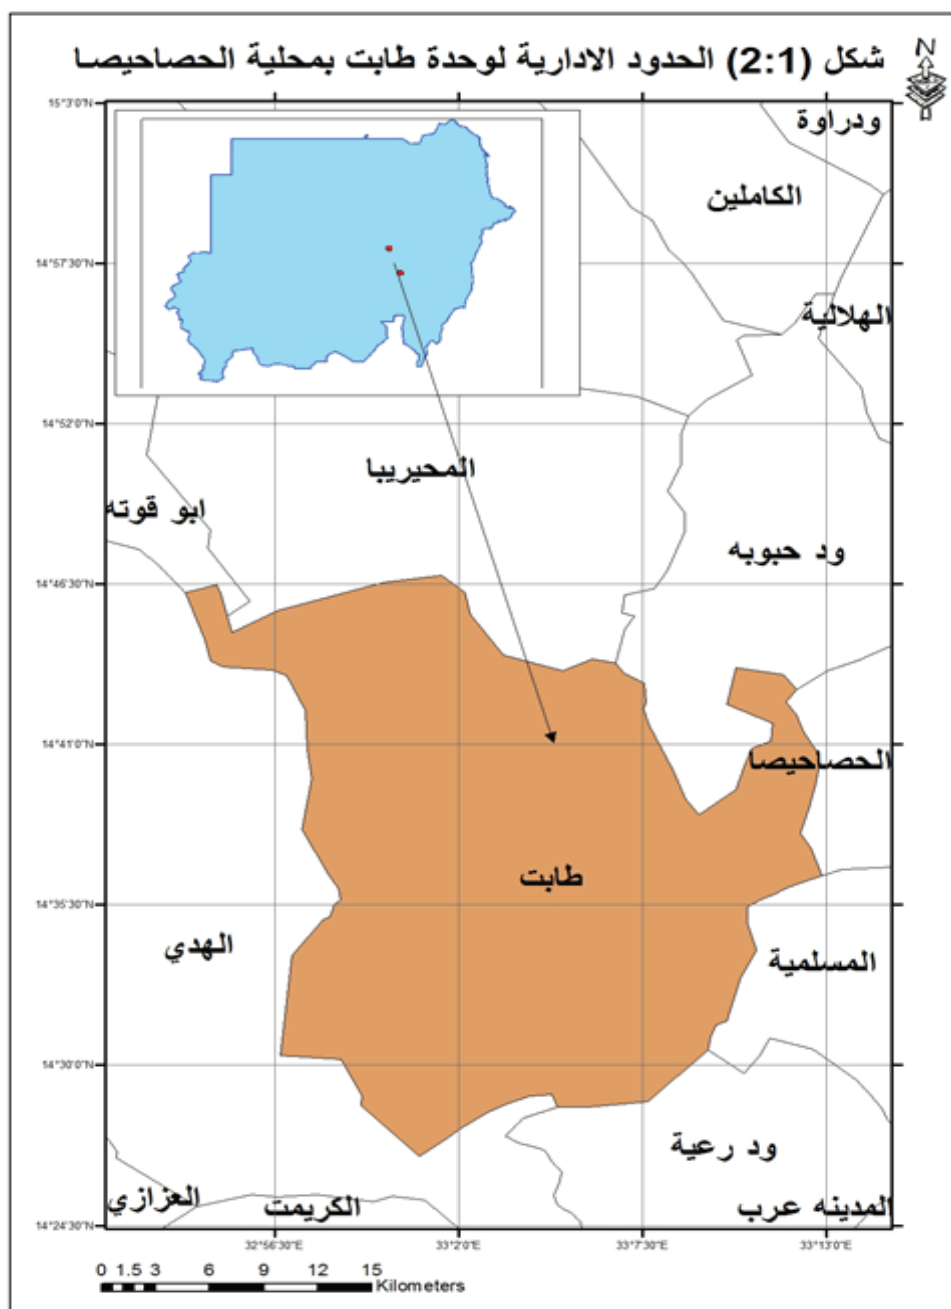 شكل (2:1) الحدود الادارية لوحدة طابت بمحلية الحصاحيصا
N
15°3'0"N
ودراوة
الكاملين
14°57'30"N
الهلالية
14°52'0"N
المحيريبا
ابو قوته
ود حبوبه
14°46'30"N
14°41'0"N
الحصاحيصا
طابت
14°35'30"N
الهدي
المسلمية
14°30'0"N
ود رعية
العزازي
الكريمت
المدينه عرب
14°24'30"N
32°56'30"E 33°2'0"E 33°7'30"E 33°13'0"E
0 1.5 3 6 9 12 15
Kilometers